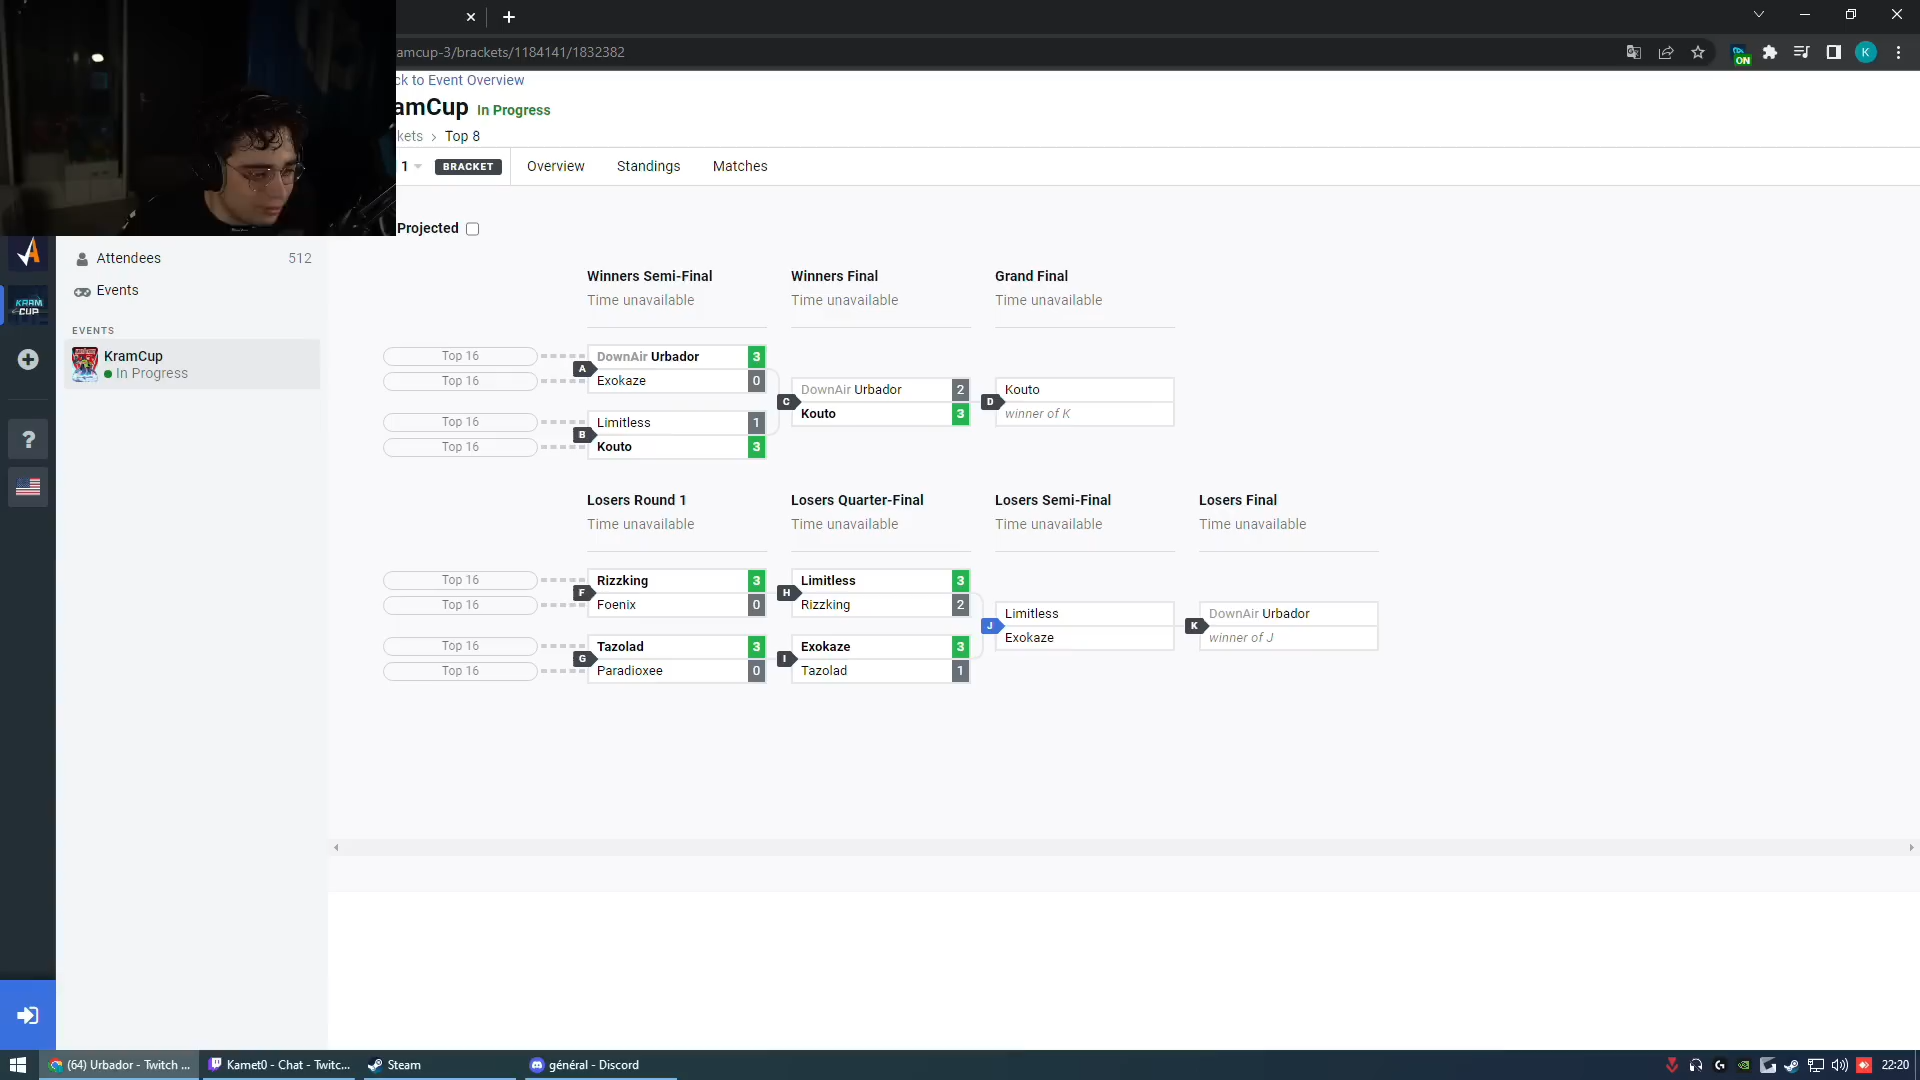 amcup-3/brackets/1184141/1832382
ON
K
ck to Event Overview
amCup In Progress
kets › Top 8
1 BRACKET Overview Standings Matches
Projected
KRAM
CUP
Attendees 512
Events
EVENTS
KramCup
In Progress
?
Winners Semi-Final Winners Final Grand Final
Time unavailable Time unavailable Time unavailable
Top 16 DownAir Urbador 3
A
Top 16 Exokaze 0
DownAir Urbador 2 Kouto
C D
Kouto 3 winner of K
Top 16 Limitless 1
B
Top 16 Kouto 3
Losers Round 1 Losers Quarter-Final Losers Semi-Final Losers Final
Time unavailable Time unavailable Time unavailable Time unavailable
Top 16 Rizzking 3 Limitless 3
F H
Top 16 Foenix 0 Rizzking 2
Limitless DownAir Urbador
J K
Exokaze winner of J
Top 16 Tazolad 3 Exokaze 3
G I
Top 16 Paradioxee 0 Tazolad 1
(64) Urbador - Twitch ... Kamet0 - Chat - Twitc... Steam général - Discord 22:20